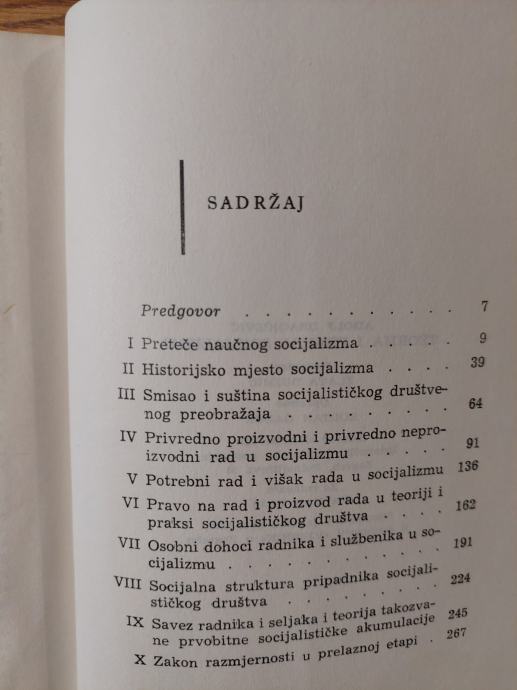 SADRŽAJ
Predgovor . . . . . . . . . . . 7
I Preteče naučnog socijalizma . . . . . 9
II Historijsko mjesto socijalizma . . . . 39
III Smisao i suština socijalističkog društve-
nog preobražaja . . . . . . . . 64
IV Privredno proizvodni i privredno nepro-
izvodni rad u socijalizmu . . . . . 91
V Potrebni rad i višak rada u socijalizmu 136
VI Pravo na rad i proizvod rada u teoriji i
praksi socijalističkog društva . . . . 162
VII Osobni dohoci radnika i službenika u so-
cijalizmu . . . . . . . . . . . 191
VIII Socijalna struktura pripadnika socijali-
stičkog društva . . . . . . . . 224
IX Savez radnika i seljaka i teorija takozva-
ne prvobitne socijalističke akumulacije 245
X Zakon razmjernosti u prelaznoj etapi . 267